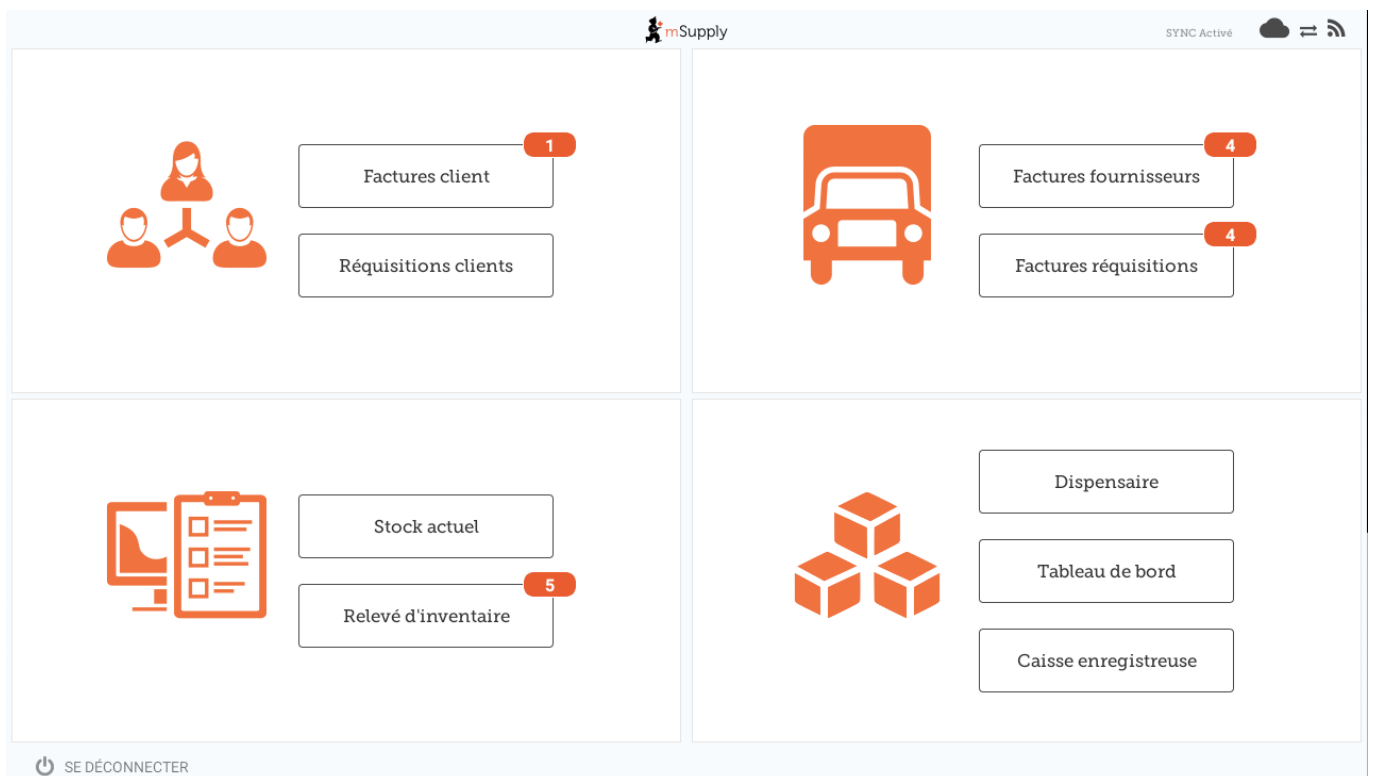 mSupply
SYNC Activé
1
Factures client
Réquisitions clients
4
Factures fournisseurs
4
Factures réquisitions
Stock actuel
5
Relevé d'inventaire
Dispensaire
Tableau de bord
Caisse enregistreuse
SE DÉCONNECTER